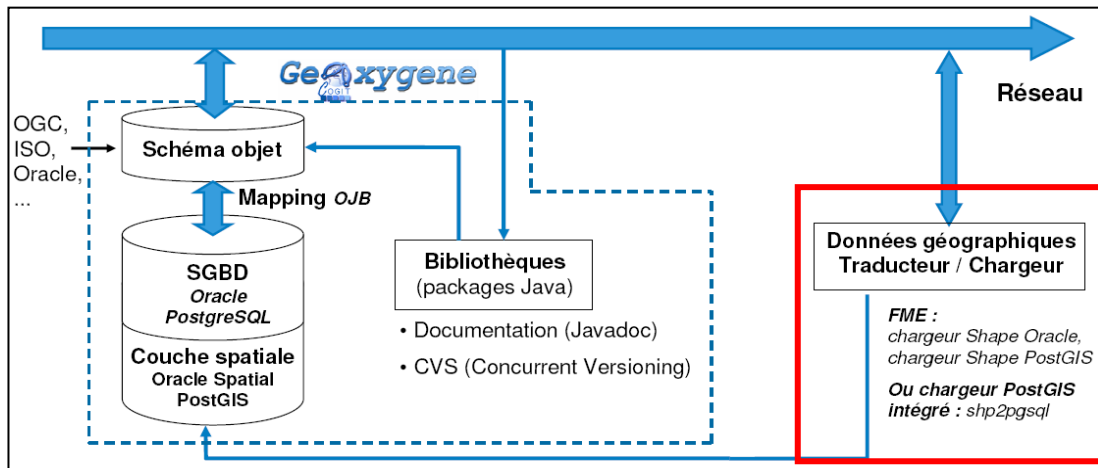 GeOxygene
COGIT
Réseau
OGC,
ISO,
Oracle,
...
Schéma objet
Mapping OJB
SGBD
Oracle
PostgreSQL
Couche spatiale
Oracle Spatial
PostGIS
Bibliothèques
(packages Java)
• Documentation (Javadoc)
• CVS (Concurrent Versioning)
Données géographiques
Traducteur / Chargeur
FME :
chargeur Shape Oracle,
chargeur Shape PostGIS
Ou chargeur PostGIS
intégré : shp2pgsql